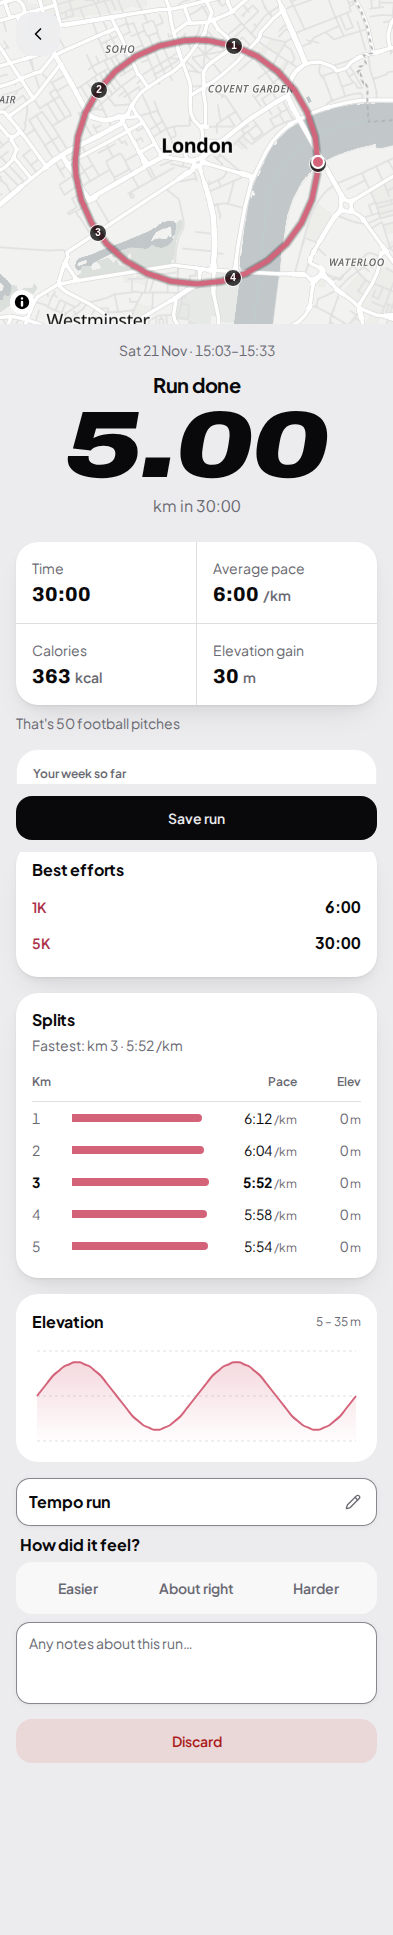 SOHO
1
2
COVENT GARDEN
AIR
London
3
WATERLOO
4
Westminster
Sat 21 Nov · 15:03–15:33
Run done
5.00
km in 30:00
Time
30:00
Average pace
6:00 /km
Calories
363 kcal
Elevation gain
30 m
That's 50 football pitches
Your week so far
Save run
Best efforts
1K 6:00
5K 30:00
Splits
Fastest: km 3 · 5:52 /km
Km Pace Elev
1 6:12 /km 0 m
2 6:04 /km 0 m
3 5:52 /km 0 m
4 5:58 /km 0 m
5 5:54 /km 0 m
Elevation 5 – 35 m
Tempo run
How did it feel?
Easier About right Harder
Any notes about this run…
Discard